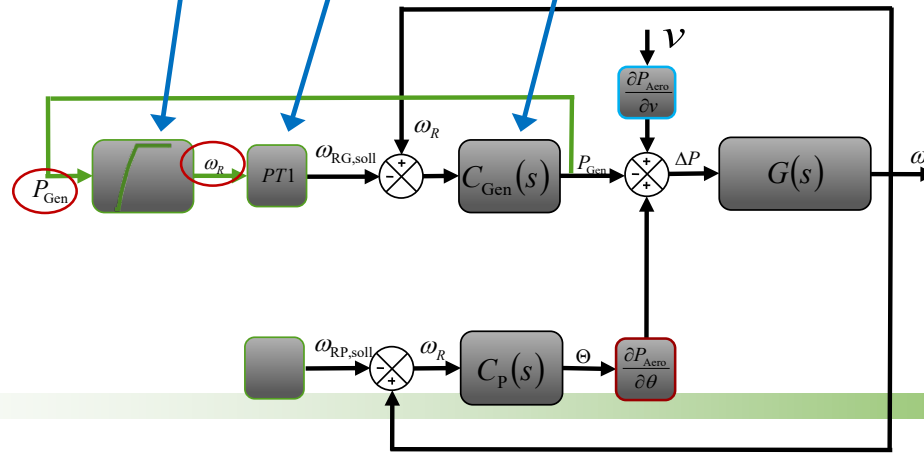 v
∂P_Aero
∂v
ω_R
ω_RG,soll
P_Gen
ω_R
PT1
+
−
C_Gen(s)
P_Gen
+
−
+
ΔP
G(s)
ω
ω_RP,soll
−
+
ω_R
C_P(s)
Θ
∂P_Aero
∂θ